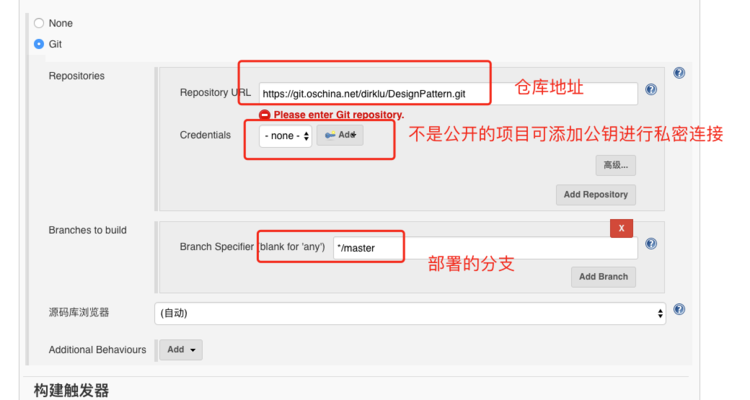 None
Git
Repositories
Repository URL https://git.oschina.net/dirklu/DesignPattern.git 仓库地址
Please enter Git repository.
Credentials - none - Add 不是公开的项目可添加公钥进行私密连接
高级...
Add Repository
Branches to build X
Branch Specifier (blank for 'any') */master
部署的分支
Add Branch
源码库浏览器 (自动)
Additional Behaviours Add
构建触发器